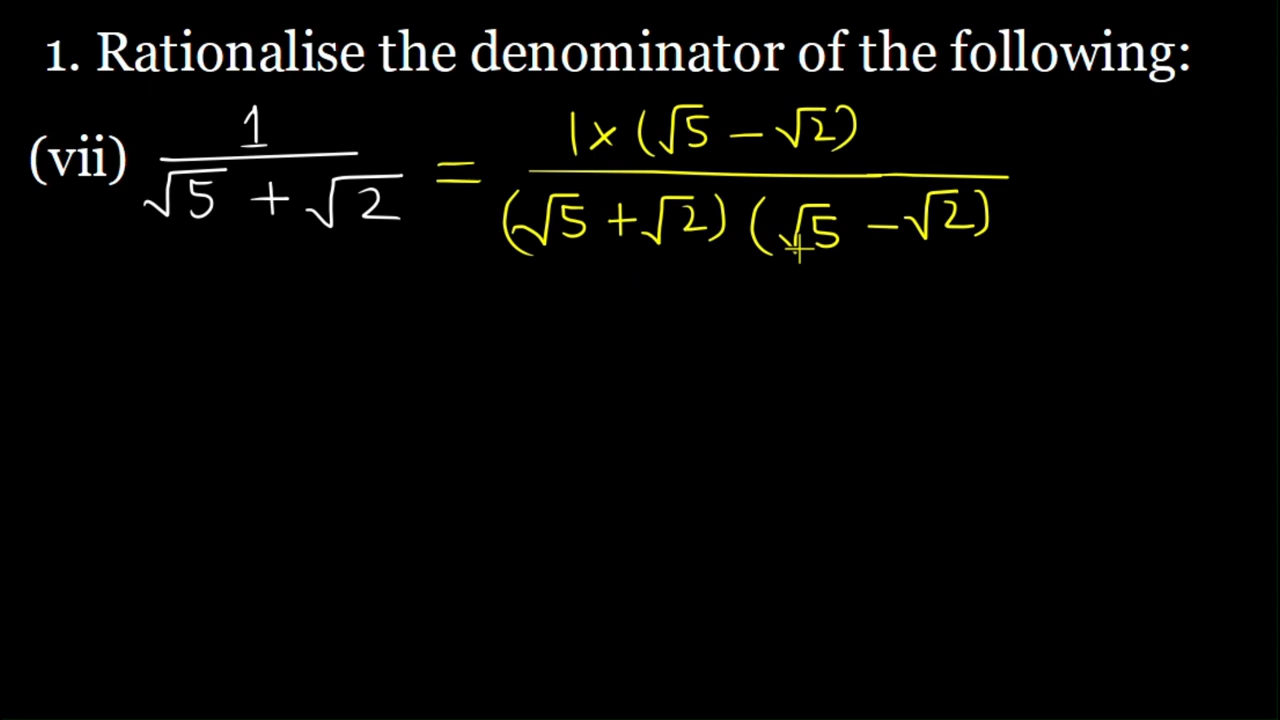 1. Rationalise the denominator of the following:
(vii) 1/(√5 + √2) = 1×(√5 − √2)/((√5 + √2)(√5 − √2))